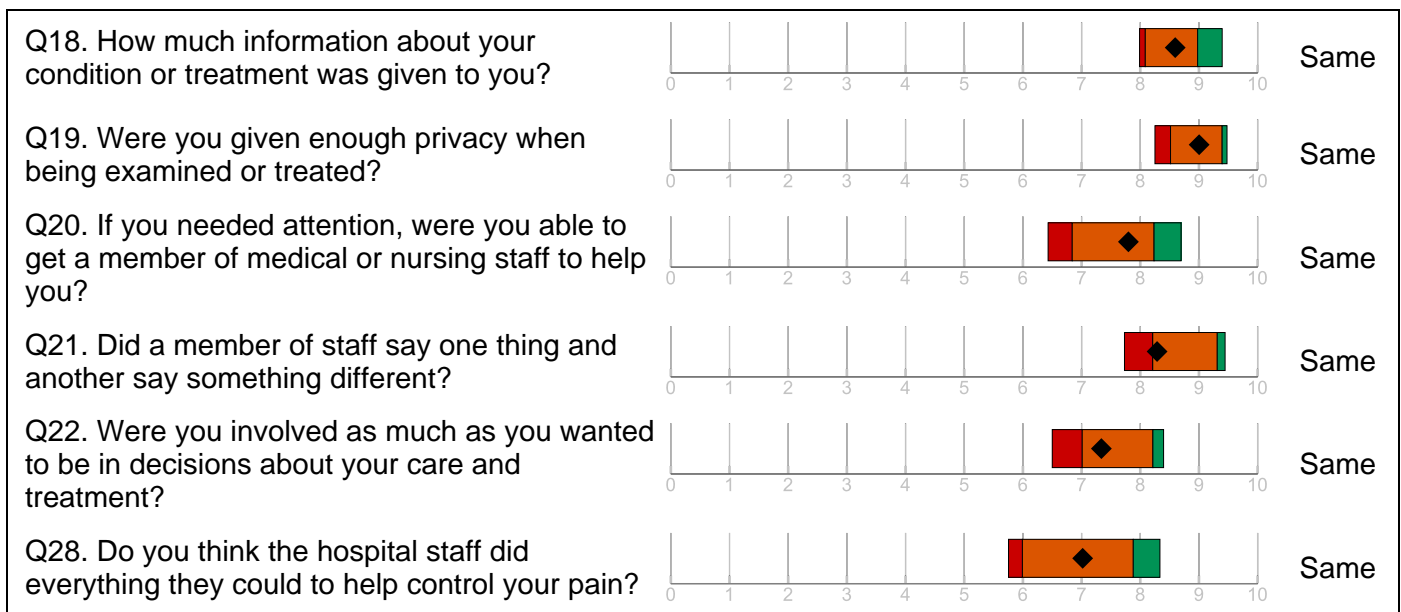 Q18. How much information about your
condition or treatment was given to you?
0 1 2 3 4 5 6 7 8 9 10
Same
Q19. Were you given enough privacy when
being examined or treated?
0 1 2 3 4 5 6 7 8 9 10
Same
Q20. If you needed attention, were you able to
get a member of medical or nursing staff to help
you?
0 1 2 3 4 5 6 7 8 9 10
Same
Q21. Did a member of staff say one thing and
another say something different?
0 1 2 3 4 5 6 7 8 9 10
Same
Q22. Were you involved as much as you wanted
to be in decisions about your care and
treatment?
0 1 2 3 4 5 6 7 8 9 10
Same
Q28. Do you think the hospital staff did
everything they could to help control your pain?
0 1 2 3 4 5 6 7 8 9 10
Same